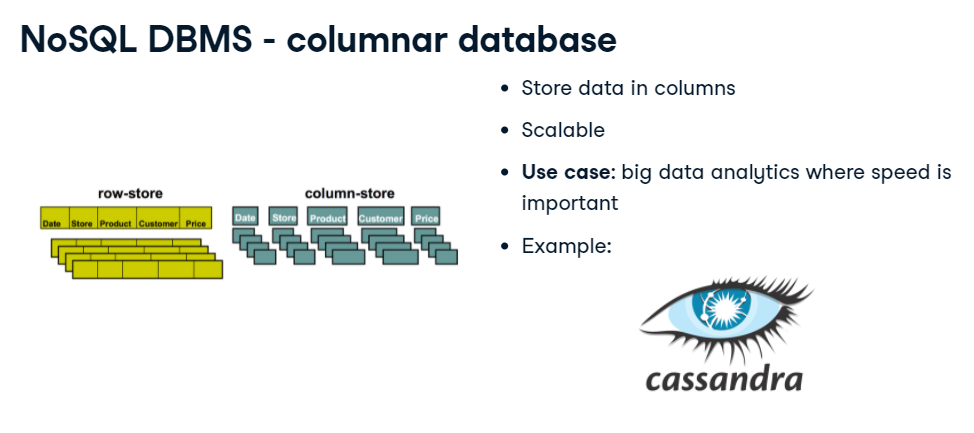 NoSQL DBMS - columnar database
row-store
Date Store Product Customer Price
column-store
Date Store Product Customer Price
• Store data in columns
• Scalable
• Use case: big data analytics where speed is
important
• Example:
cassandra